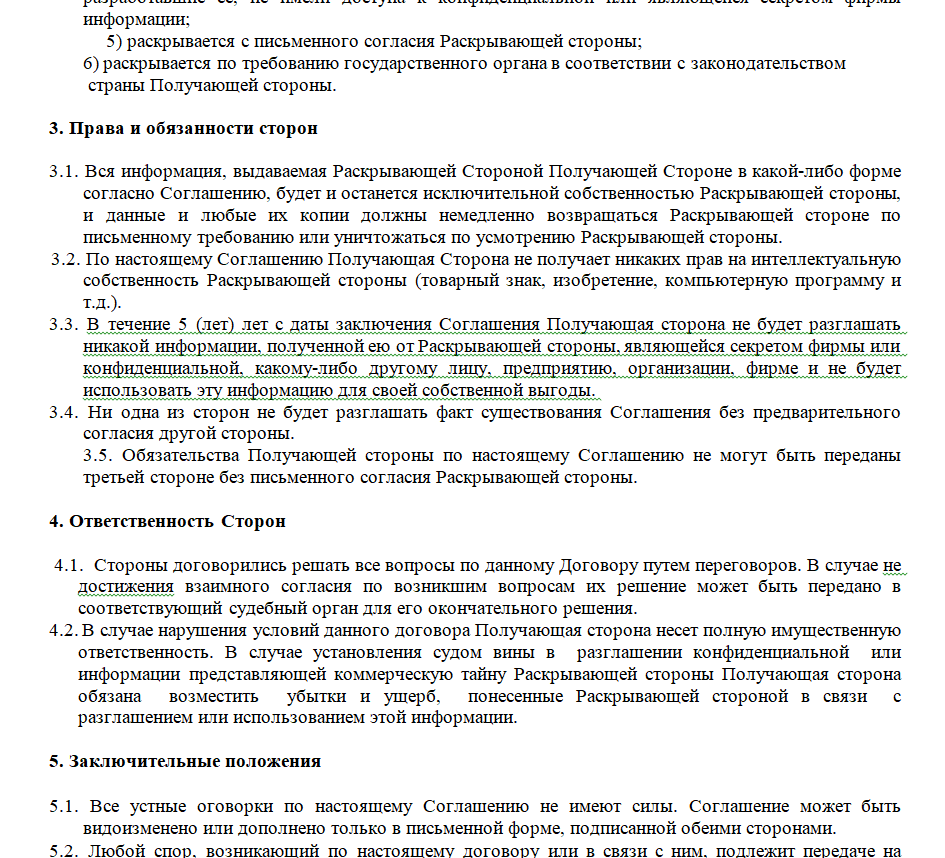 разработавшие ее, не имели доступа к конфиденциальной или являющейся секретом фирмы
информации;
5) раскрывается с письменного согласия Раскрывающей стороны;
6) раскрывается по требованию государственного органа в соответствии с законодательством
страны Получающей стороны.
3. Права и обязанности сторон
3.1. Вся информация, выдаваемая Раскрывающей Стороной Получающей Стороне в какой-либо форме
согласно Соглашению, будет и останется исключительной собственностью Раскрывающей стороны,
и данные и любые их копии должны немедленно возвращаться Раскрывающей стороне по
письменному требованию или уничтожаться по усмотрению Раскрывающей стороны.
3.2. По настоящему Соглашению Получающая Сторона не получает никаких прав на интеллектуальную
собственность Раскрывающей стороны (товарный знак, изобретение, компьютерную программу и
т.д.).
3.3. В течение 5 (лет) лет с даты заключения Соглашения Получающая сторона не будет разглашать
никакой информации, полученной ею от Раскрывающей стороны, являющейся секретом фирмы или
конфиденциальной, какому-либо другому лицу, предприятию, организации, фирме и не будет
использовать эту информацию для своей собственной выгоды.
3.4. Ни одна из сторон не будет разглашать факт существования Соглашения без предварительного
согласия другой стороны.
3.5. Обязательства Получающей стороны по настоящему Соглашению не могут быть переданы
третьей стороне без письменного согласия Раскрывающей стороны.
4. Ответственность Сторон
4.1. Стороны договорились решать все вопросы по данному Договору путем переговоров. В случае не
достижения взаимного согласия по возникшим вопросам их решение может быть передано в
соответствующий судебный орган для его окончательного решения.
4.2. В случае нарушения условий данного договора Получающая сторона несет полную имущественную
ответственность. В случае установления судом вины в разглашении конфиденциальной или
информации представляющей коммерческую тайну Раскрывающей стороны Получающая сторона
обязана возместить убытки и ущерб, понесенные Раскрывающей стороной в связи с
разглашением или использованием этой информации.
5. Заключительные положения
5.1. Все устные оговорки по настоящему Соглашению не имеют силы. Соглашение может быть
видоизменено или дополнено только в письменной форме, подписанной обеими сторонами.
5.2. Любой спор, возникающий по настоящему договору или в связи с ним, подлежит передаче на